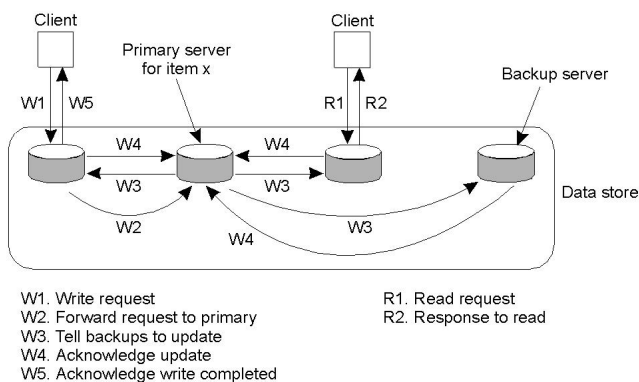 Client
Client
Primary server
for item x
Backup server
W1
W5
R1
R2
W4
W4
W3
W3
Data store
W2
W4
W3
W1. Write request
W2. Forward request to primary
W3. Tell backups to update
W4. Acknowledge update
W5. Acknowledge write completed
R1. Read request
R2. Response to read